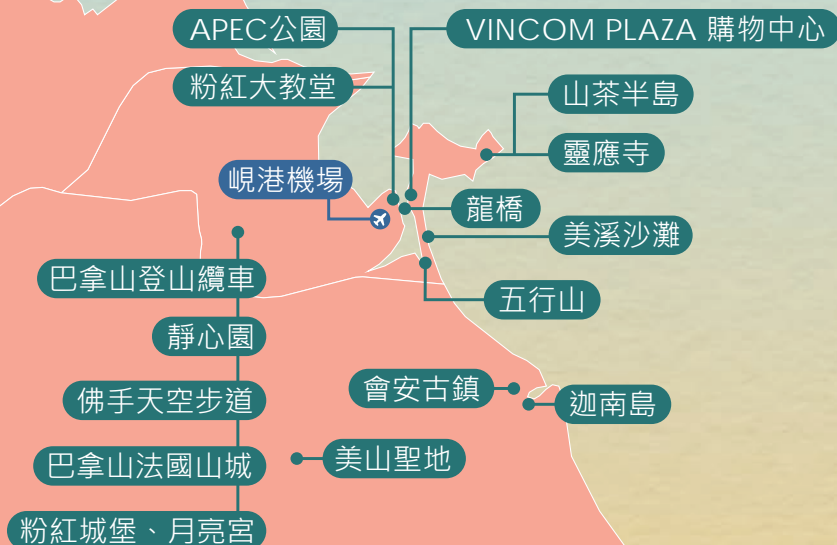 APEC公園
VINCOM PLAZA 購物中心
粉紅大教堂
山茶半島
靈應寺
峴港機場
龍橋
美溪沙灘
巴拿山登山纜車
五行山
靜心園
佛手天空步道
會安古鎮
迦南島
巴拿山法國山城
美山聖地
粉紅城堡、月亮宮